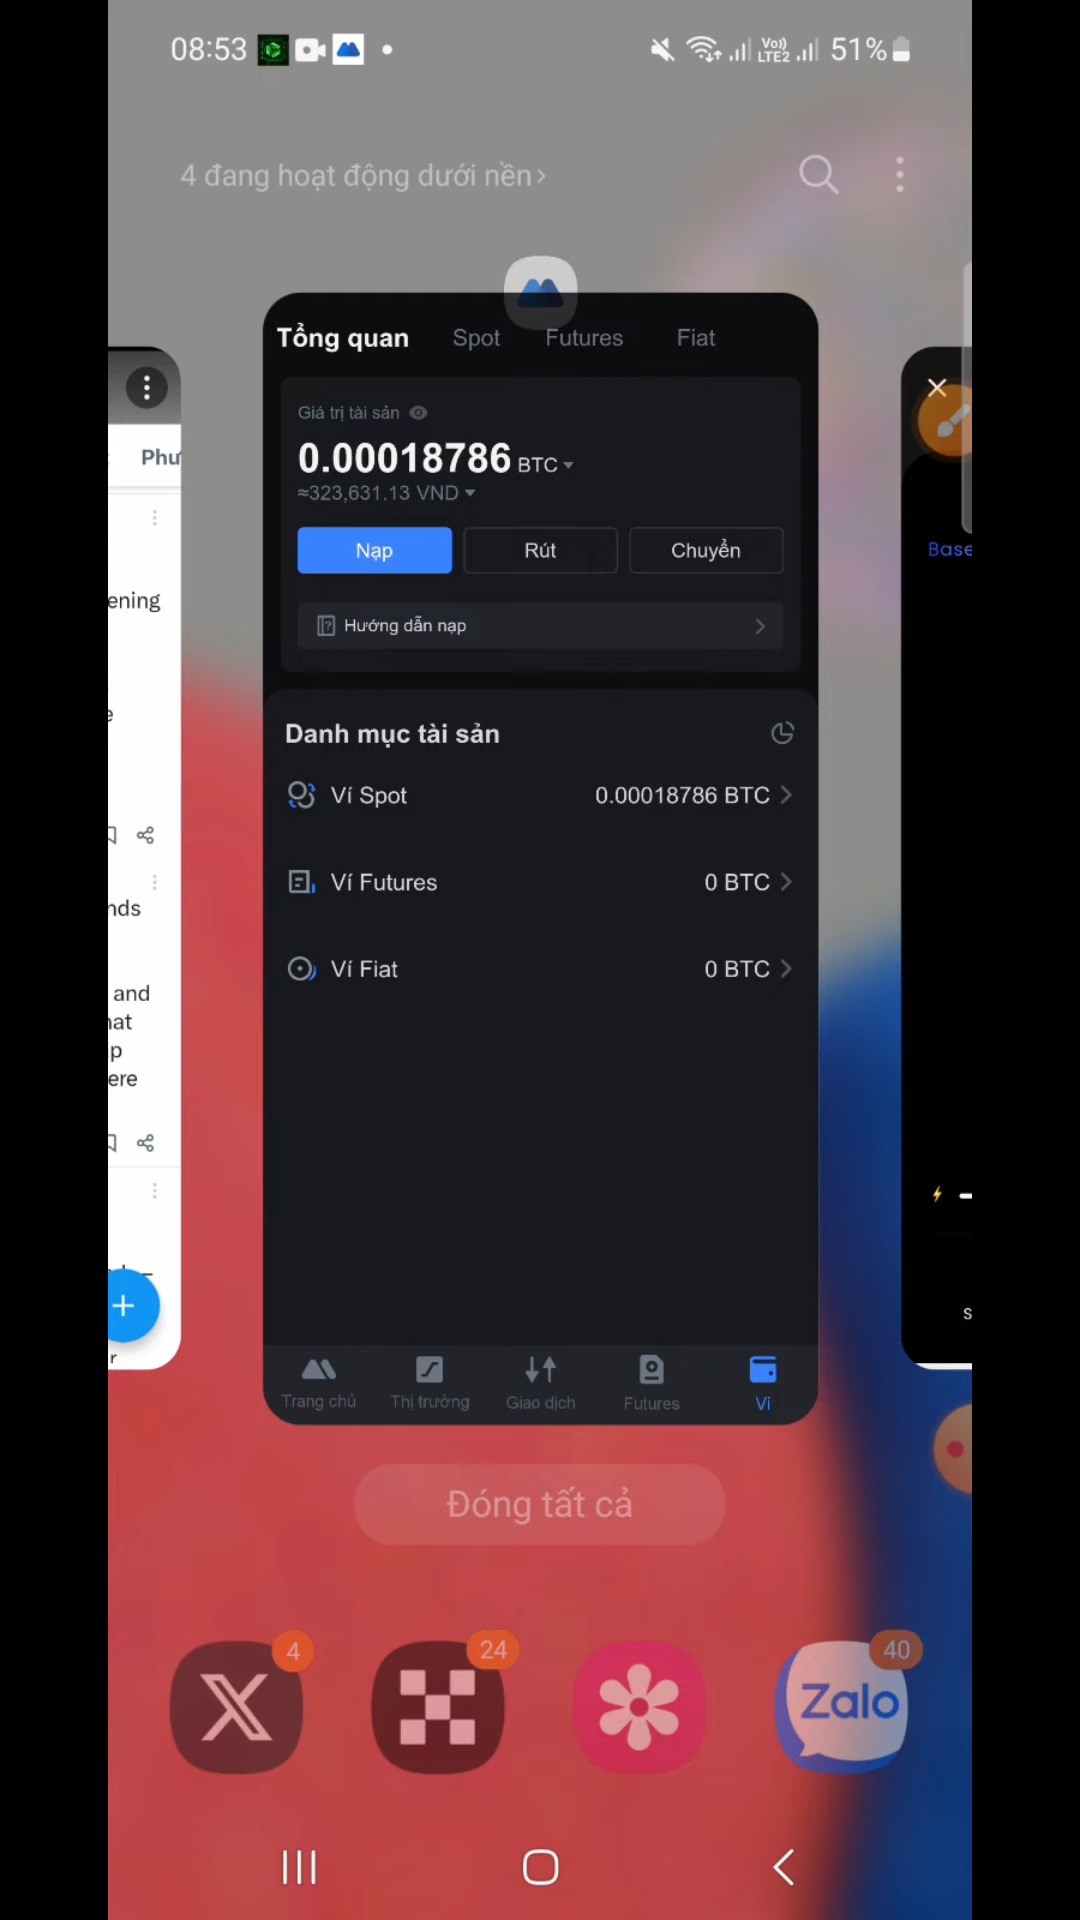 08:53
Vo))
LTE2
51%
4 đang hoạt động dưới nền
Tổng quan
Spot
Futures
Fiat
Giá trị tài sản
0.00018786 BTC
≈323,631.13 VND
Nạp
Rút
Chuyển
Hướng dẫn nạp
Danh mục tài sản
Ví Spot
0.00018786 BTC
Ví Futures
0 BTC
Ví Fiat
0 BTC
Trang chủ
Thị trường
Giao dịch
Futures
Ví
Phư
ening
e
nds
and
p
ere
r
Base
s
Đóng tất cả
4
24
40
Zalo